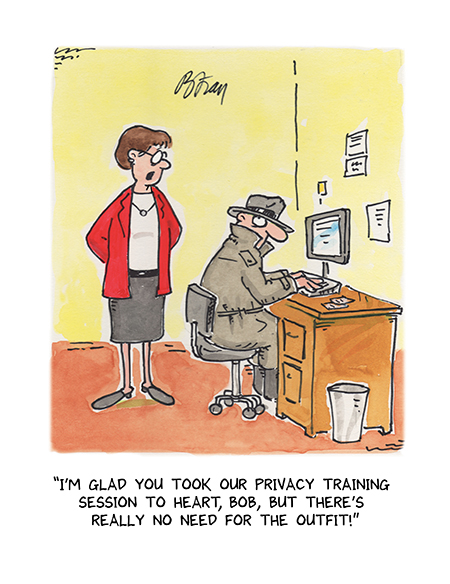 "I'M GLAD YOU TOOK OUR PRIVACY TRAINING
SESSION TO HEART, BOB, BUT THERE'S
REALLY NO NEED FOR THE OUTFIT!"